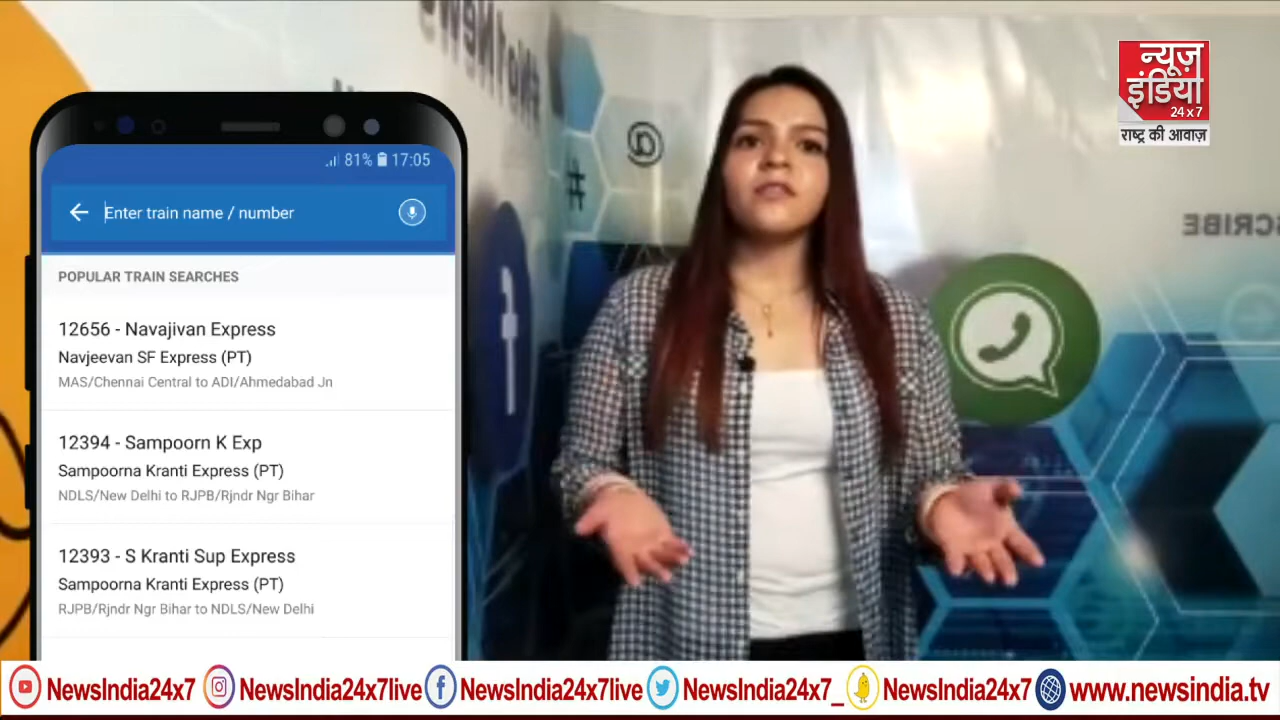 #HotNews
न्यूज़
इंडिया
24x7
राष्ट्र की आवाज़
@
#
81% 17:05
Enter train name / number
POPULAR TRAIN SEARCHES
12656 - Navajivan Express
Navjeevan SF Express (PT)
MAS/Chennai Central to ADI/Ahmedabad Jn
12394 - Sampoorn K Exp
Sampoorna Kranti Express (PT)
NDLS/New Delhi to RJPB/Rjndr Ngr Bihar
12393 - S Kranti Sup Express
Sampoorna Kranti Express (PT)
RJPB/Rjndr Ngr Bihar to NDLS/New Delhi
SCRIBE
f
NewsIndia24x7 NewsIndia24x7live NewsIndia24x7live NewsIndia24x7_ NewsIndia24x7 www.newsindia.tv